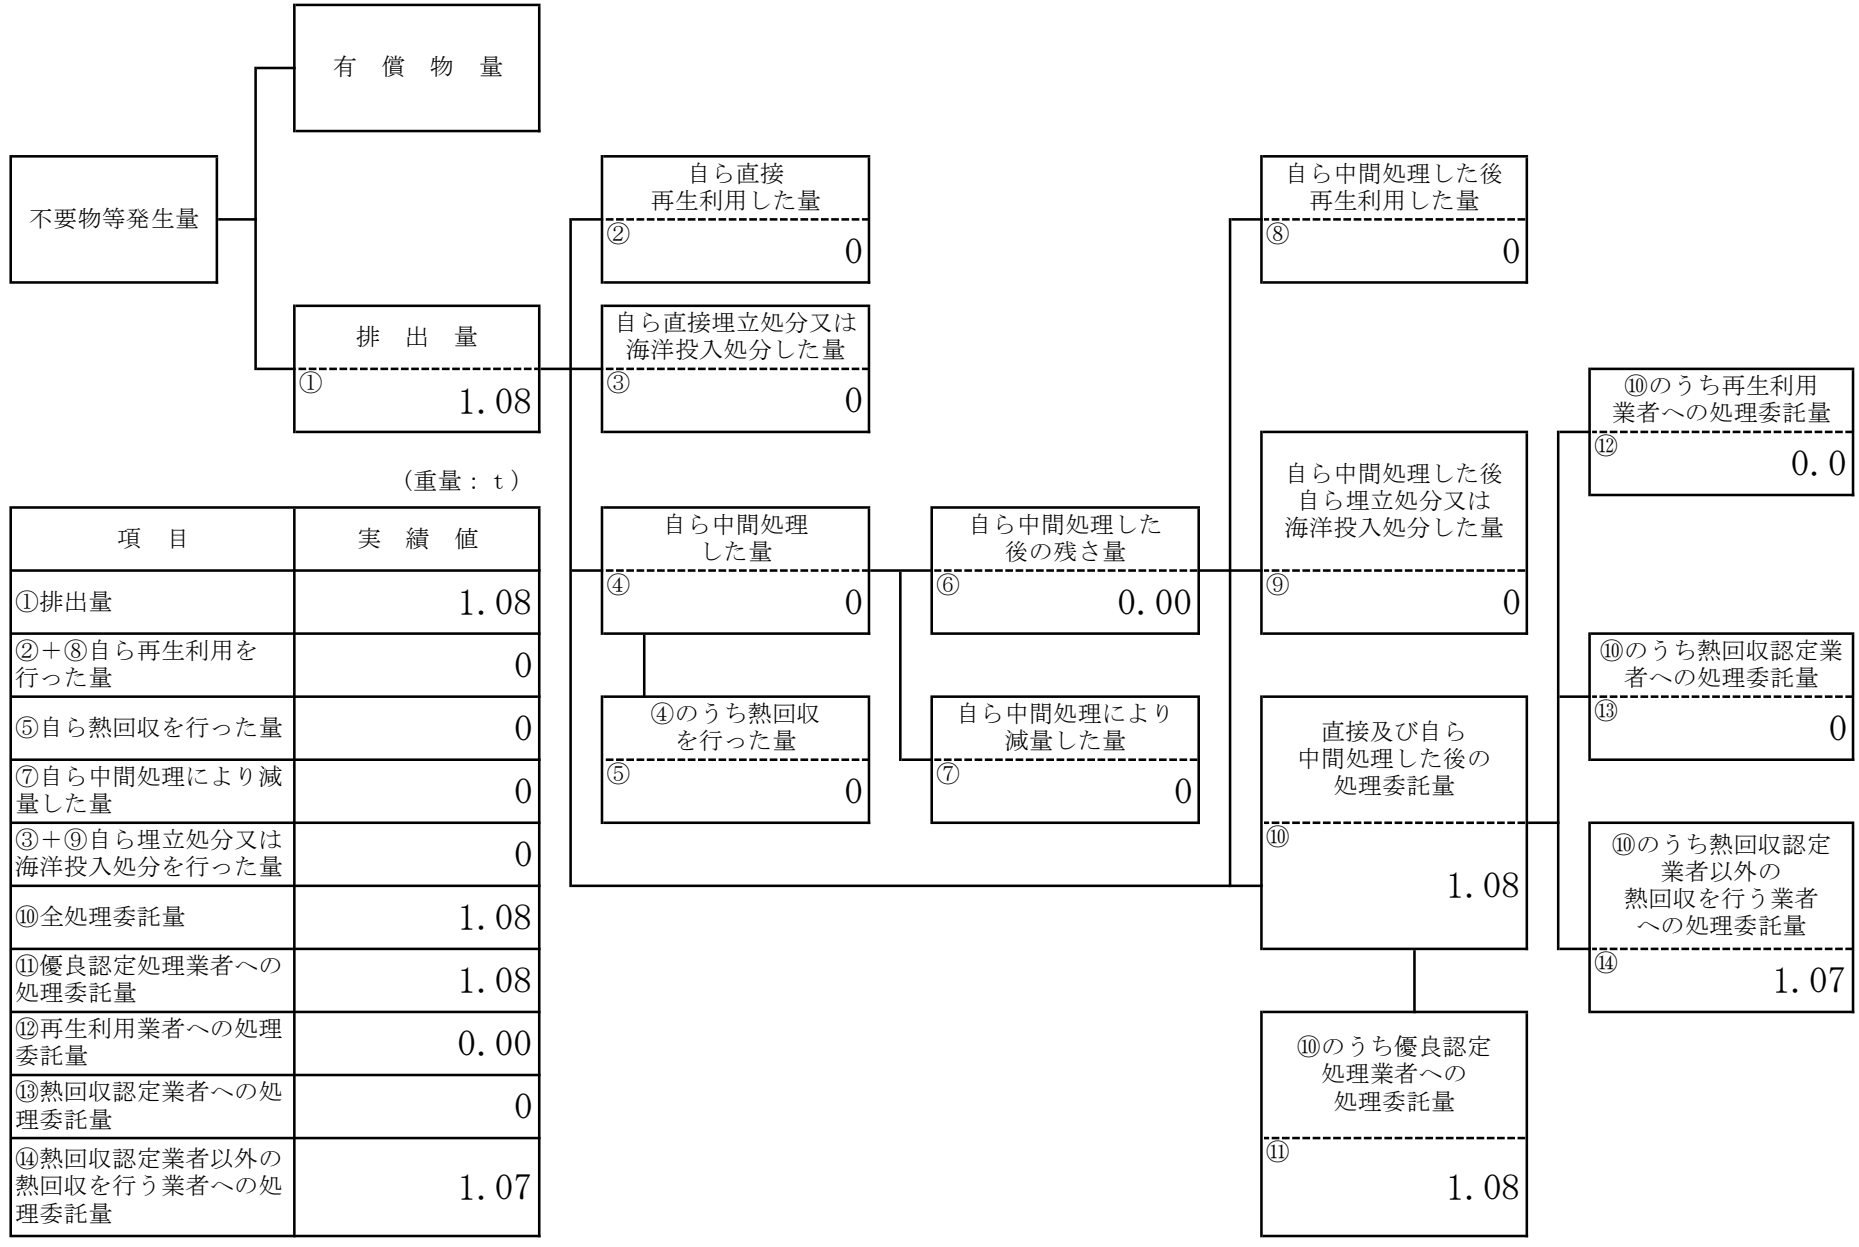 有 償 物 量
不要物等発生量
排 出 量
①
1.08
自ら直接
再生利用した量
②
0
自ら直接埋立処分又は
海洋投入処分した量
③
0
自ら中間処理
した量
④
0
④のうち熱回収
を行った量
⑤
0
自ら中間処理した
後の残さ量
⑥
0.00
自ら中間処理により
減量した量
⑦
0
自ら中間処理した後
再生利用した量
⑧
0
自ら中間処理した後
自ら埋立処分又は
海洋投入処分した量
⑨
0
直接及び自ら
中間処理した後の
処理委託量
⑩
1.08
⑩のうち優良認定
処理業者への
処理委託量
⑪
1.08
⑩のうち再生利用
業者への処理委託量
⑫
0.0
⑩のうち熱回収認定業
者への処理委託量
⑬
0
⑩のうち熱回収認定
業者以外の
熱回収を行う業者
への処理委託量
⑭
1.07
(重量:t)
項 目 実 績 値
①排出量 1.08
②+⑧自ら再生利用を
行った量 0
⑤自ら熱回収を行った量 0
⑦自ら中間処理により減
量した量 0
③+⑨自ら埋立処分又は
海洋投入処分を行った量 0
⑩全処理委託量 1.08
⑪優良認定処理業者への
処理委託量 1.08
⑫再生利用業者への処理
委託量 0.00
⑬熱回収認定業者への処
理委託量 0
⑭熱回収認定業者以外の
熱回収を行う業者への処
理委託量 1.07